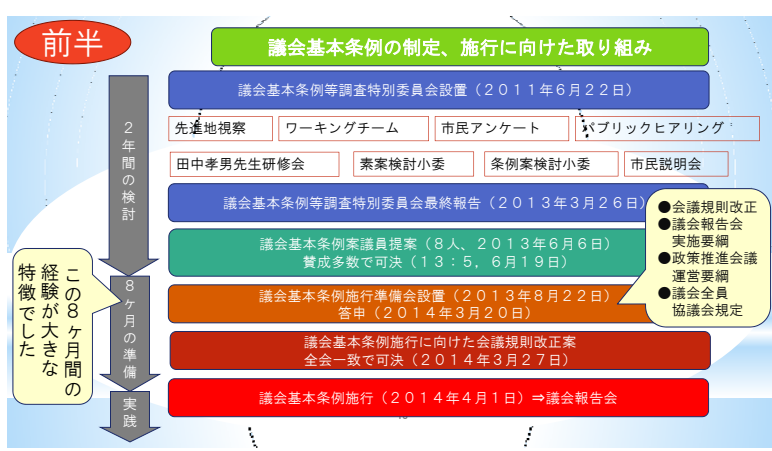 前半
議会基本条例の制定、施行に向けた取り組み
２年間の検討
議会基本条例等調査特別委員会設置（２０１１年６月２２日）
先進地視察
ワーキングチーム
市民アンケート
パブリックヒアリング
田中孝男先生研修会
素案検討小委
条例案検討小委
市民説明会
議会基本条例等調査特別委員会最終報告（２０１３年３月２６日）
議会基本条例案議員提案（８人、２０１３年６月６日）
賛成多数で可決（１３：５，６月１９日）
●会議規則改正
●議会報告会
実施要綱
●政策推進会議
運営要綱
●議会全員
協議会規定
この８ヶ月間の
経験が大きな
特徴でした
８ヶ月の準備
議会基本条例施行準備会設置（２０１３年８月２２日）
答申（２０１４年３月２０日）
議会基本条例施行に向けた会議規則改正案
全会一致で可決（２０１４年３月２７日）
実践
議会基本条例施行（２０１４年４月１日）⇒議会報告会